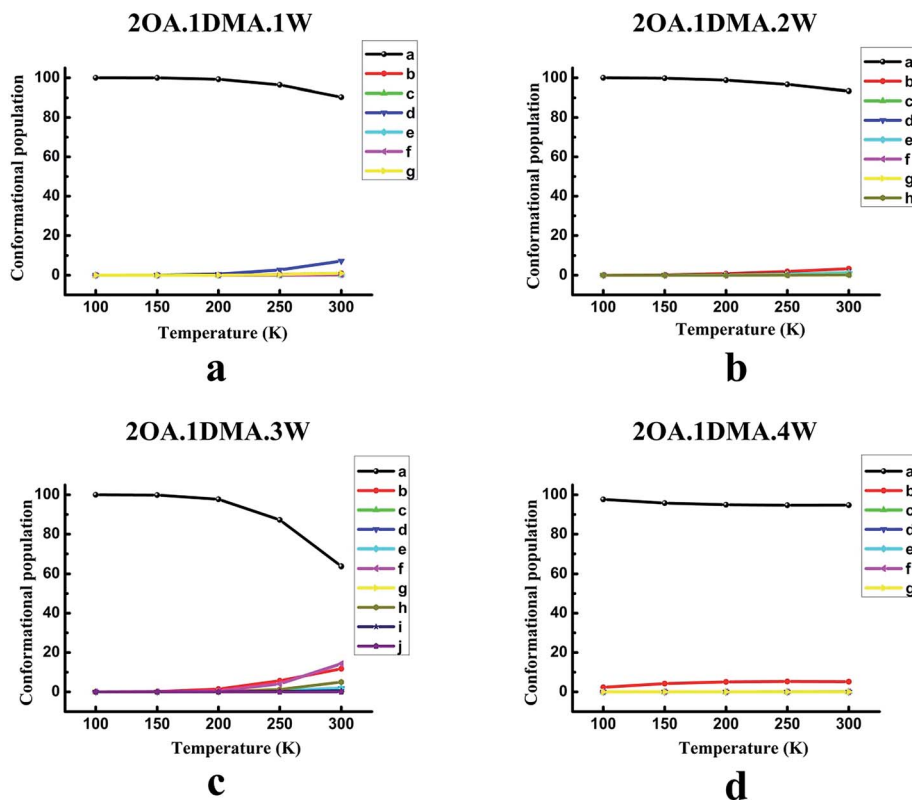 2OA.1DMA.1W
Conformational population
100
80
60
40
20
0
100 150 200 250 300
Temperature (K)
a
b
c
d
e
f
g
a
2OA.1DMA.2W
Conformational population
100
80
60
40
20
0
100 150 200 250 300
Temperature (K)
a
b
c
d
e
f
g
h
b
2OA.1DMA.3W
Conformational population
100
80
60
40
20
0
100 150 200 250 300
Temperature (K)
a
b
c
d
e
f
g
h
i
j
c
2OA.1DMA.4W
Conformational population
100
80
60
40
20
0
100 150 200 250 300
Temperature (K)
a
b
c
d
e
f
g
d